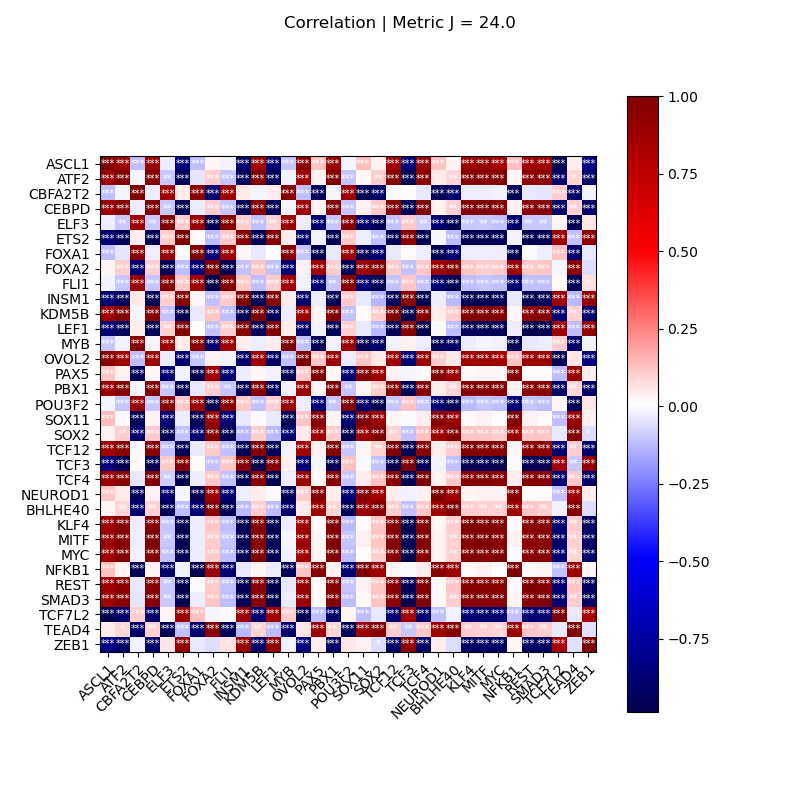 Correlation | Metric J = 24.0
ASCL1
ATF2
CBFA2T2
CEBPD
ELF3
ETS2
FOXA1
FOXA2
FLI1
INSM1
KDM5B
LEF1
MYB
OVOL2
PAX5
PBX1
POU3F2
SOX11
SOX2
TCF12
TCF3
TCF4
NEUROD1
BHLHE40
KLF4
MITF
MYC
NFKB1
REST
SMAD3
TCF7L2
TEAD4
ZEB1
ASCL1
ATF2
CBFA2T2
CEBPD
ELF3
ETS2
FOXA1
FOXA2
FLI1
INSM1
KDM5B
LEF1
MYB
OVOL2
PAX5
PBX1
POU3F2
SOX11
SOX2
TCF12
TCF3
TCF4
NEUROD1
BHLHE40
KLF4
MITF
MYC
NFKB1
REST
SMAD3
TCF7L2
TEAD4
ZEB1
1.00
0.75
0.50
0.25
0.00
−0.25
−0.50
−0.75